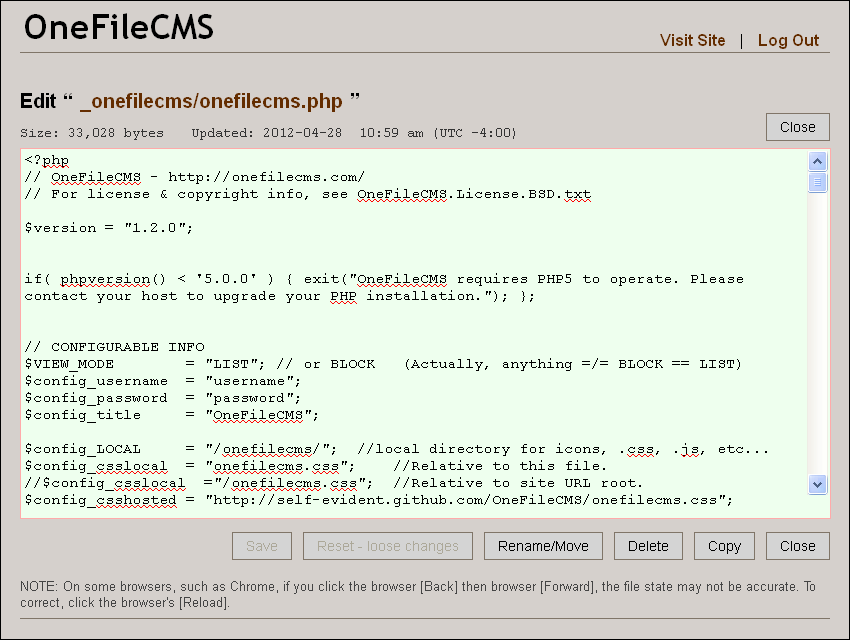 OneFileCMS
Visit Site | Log Out
Edit “ _onefilecms/onefilecms.php ”
Size: 33,028 bytes Updated: 2012-04-28 10:59 am (UTC -4:00)
Close
<?php
// OneFileCMS - http://onefilecms.com/
// For license & copyright info, see OneFileCMS.License.BSD.txt
$version = "1.2.0";
if( phpversion() < '5.0.0' ) { exit("OneFileCMS requires PHP5 to operate. Please
contact your host to upgrade your PHP installation."); };
// CONFIGURABLE INFO
$VIEW_MODE        = "LIST"; // or BLOCK   (Actually, anything =/= BLOCK == LIST)
$config_username  = "username";
$config_password  = "password";
$config_title     = "OneFileCMS";
$config_LOCAL     = "/onefilecms/";  //local directory for icons, .css, .js, etc...
$config_csslocal  = "onefilecms.css";    //Relative to this file.
//$config_csslocal  ="/onefilecms.css";  //Relative to site URL root.
$config_csshosted = "http://self-evident.github.com/OneFileCMS/onefilecms.css";
Save Reset - loose changes Rename/Move Delete Copy Close
NOTE: On some browsers, such as Chrome, if you click the browser [Back] then browser [Forward], the file state may not be accurate. To
correct, click the browser's [Reload].